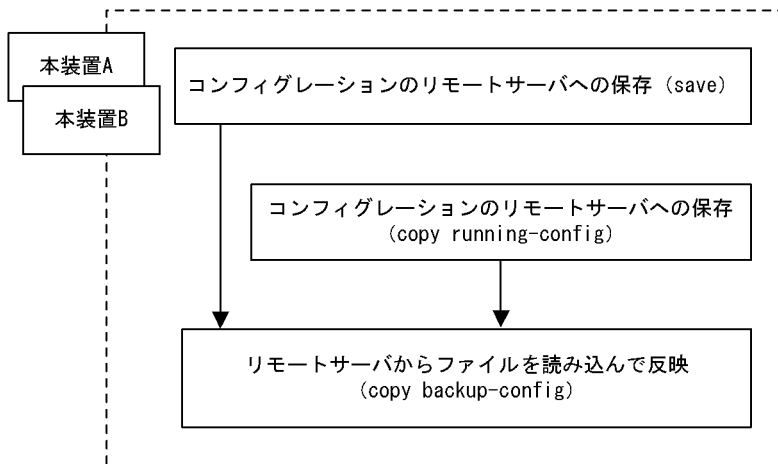 本装置A
本装置B
コンフィグレーションのリモートサーバへの保存（save）
コンフィグレーションのリモートサーバへの保存
（copy running-config）
リモートサーバからファイルを読み込んで反映
（copy backup-config）